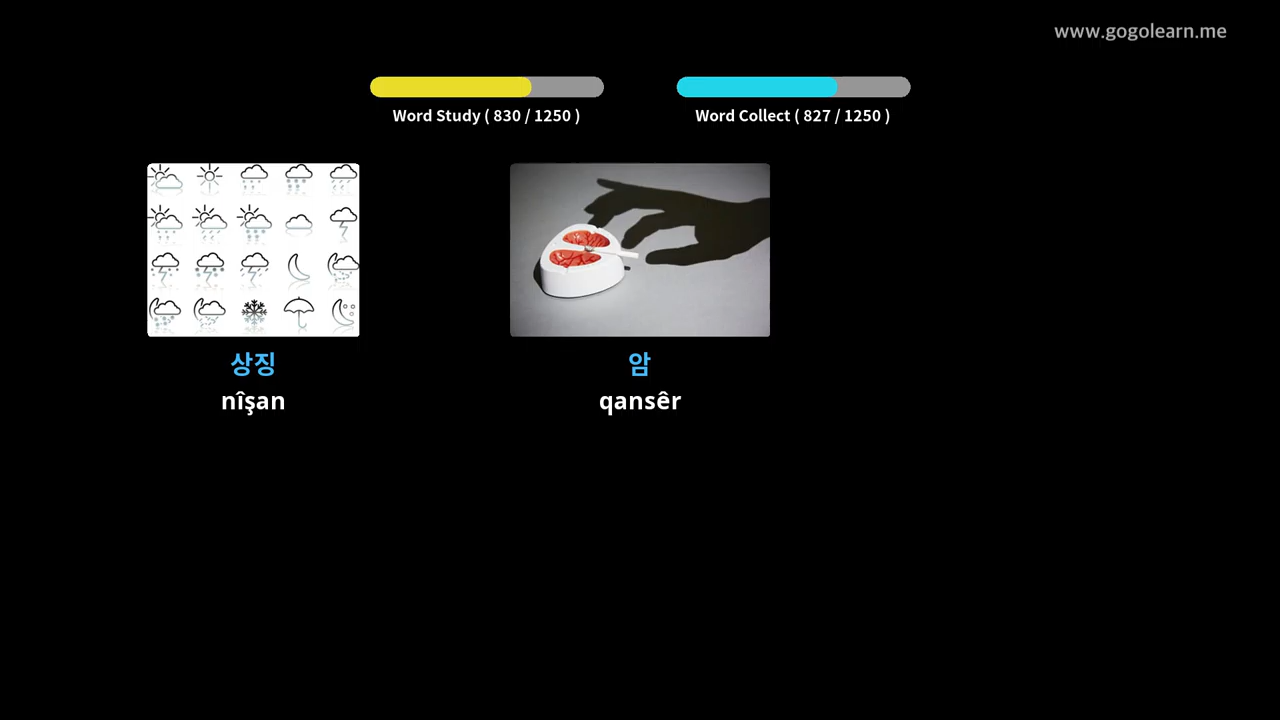 www.gogolearn.me
Word Study ( 830 / 1250 )
Word Collect ( 827 / 1250 )
상징
nîşan
암
qansêr